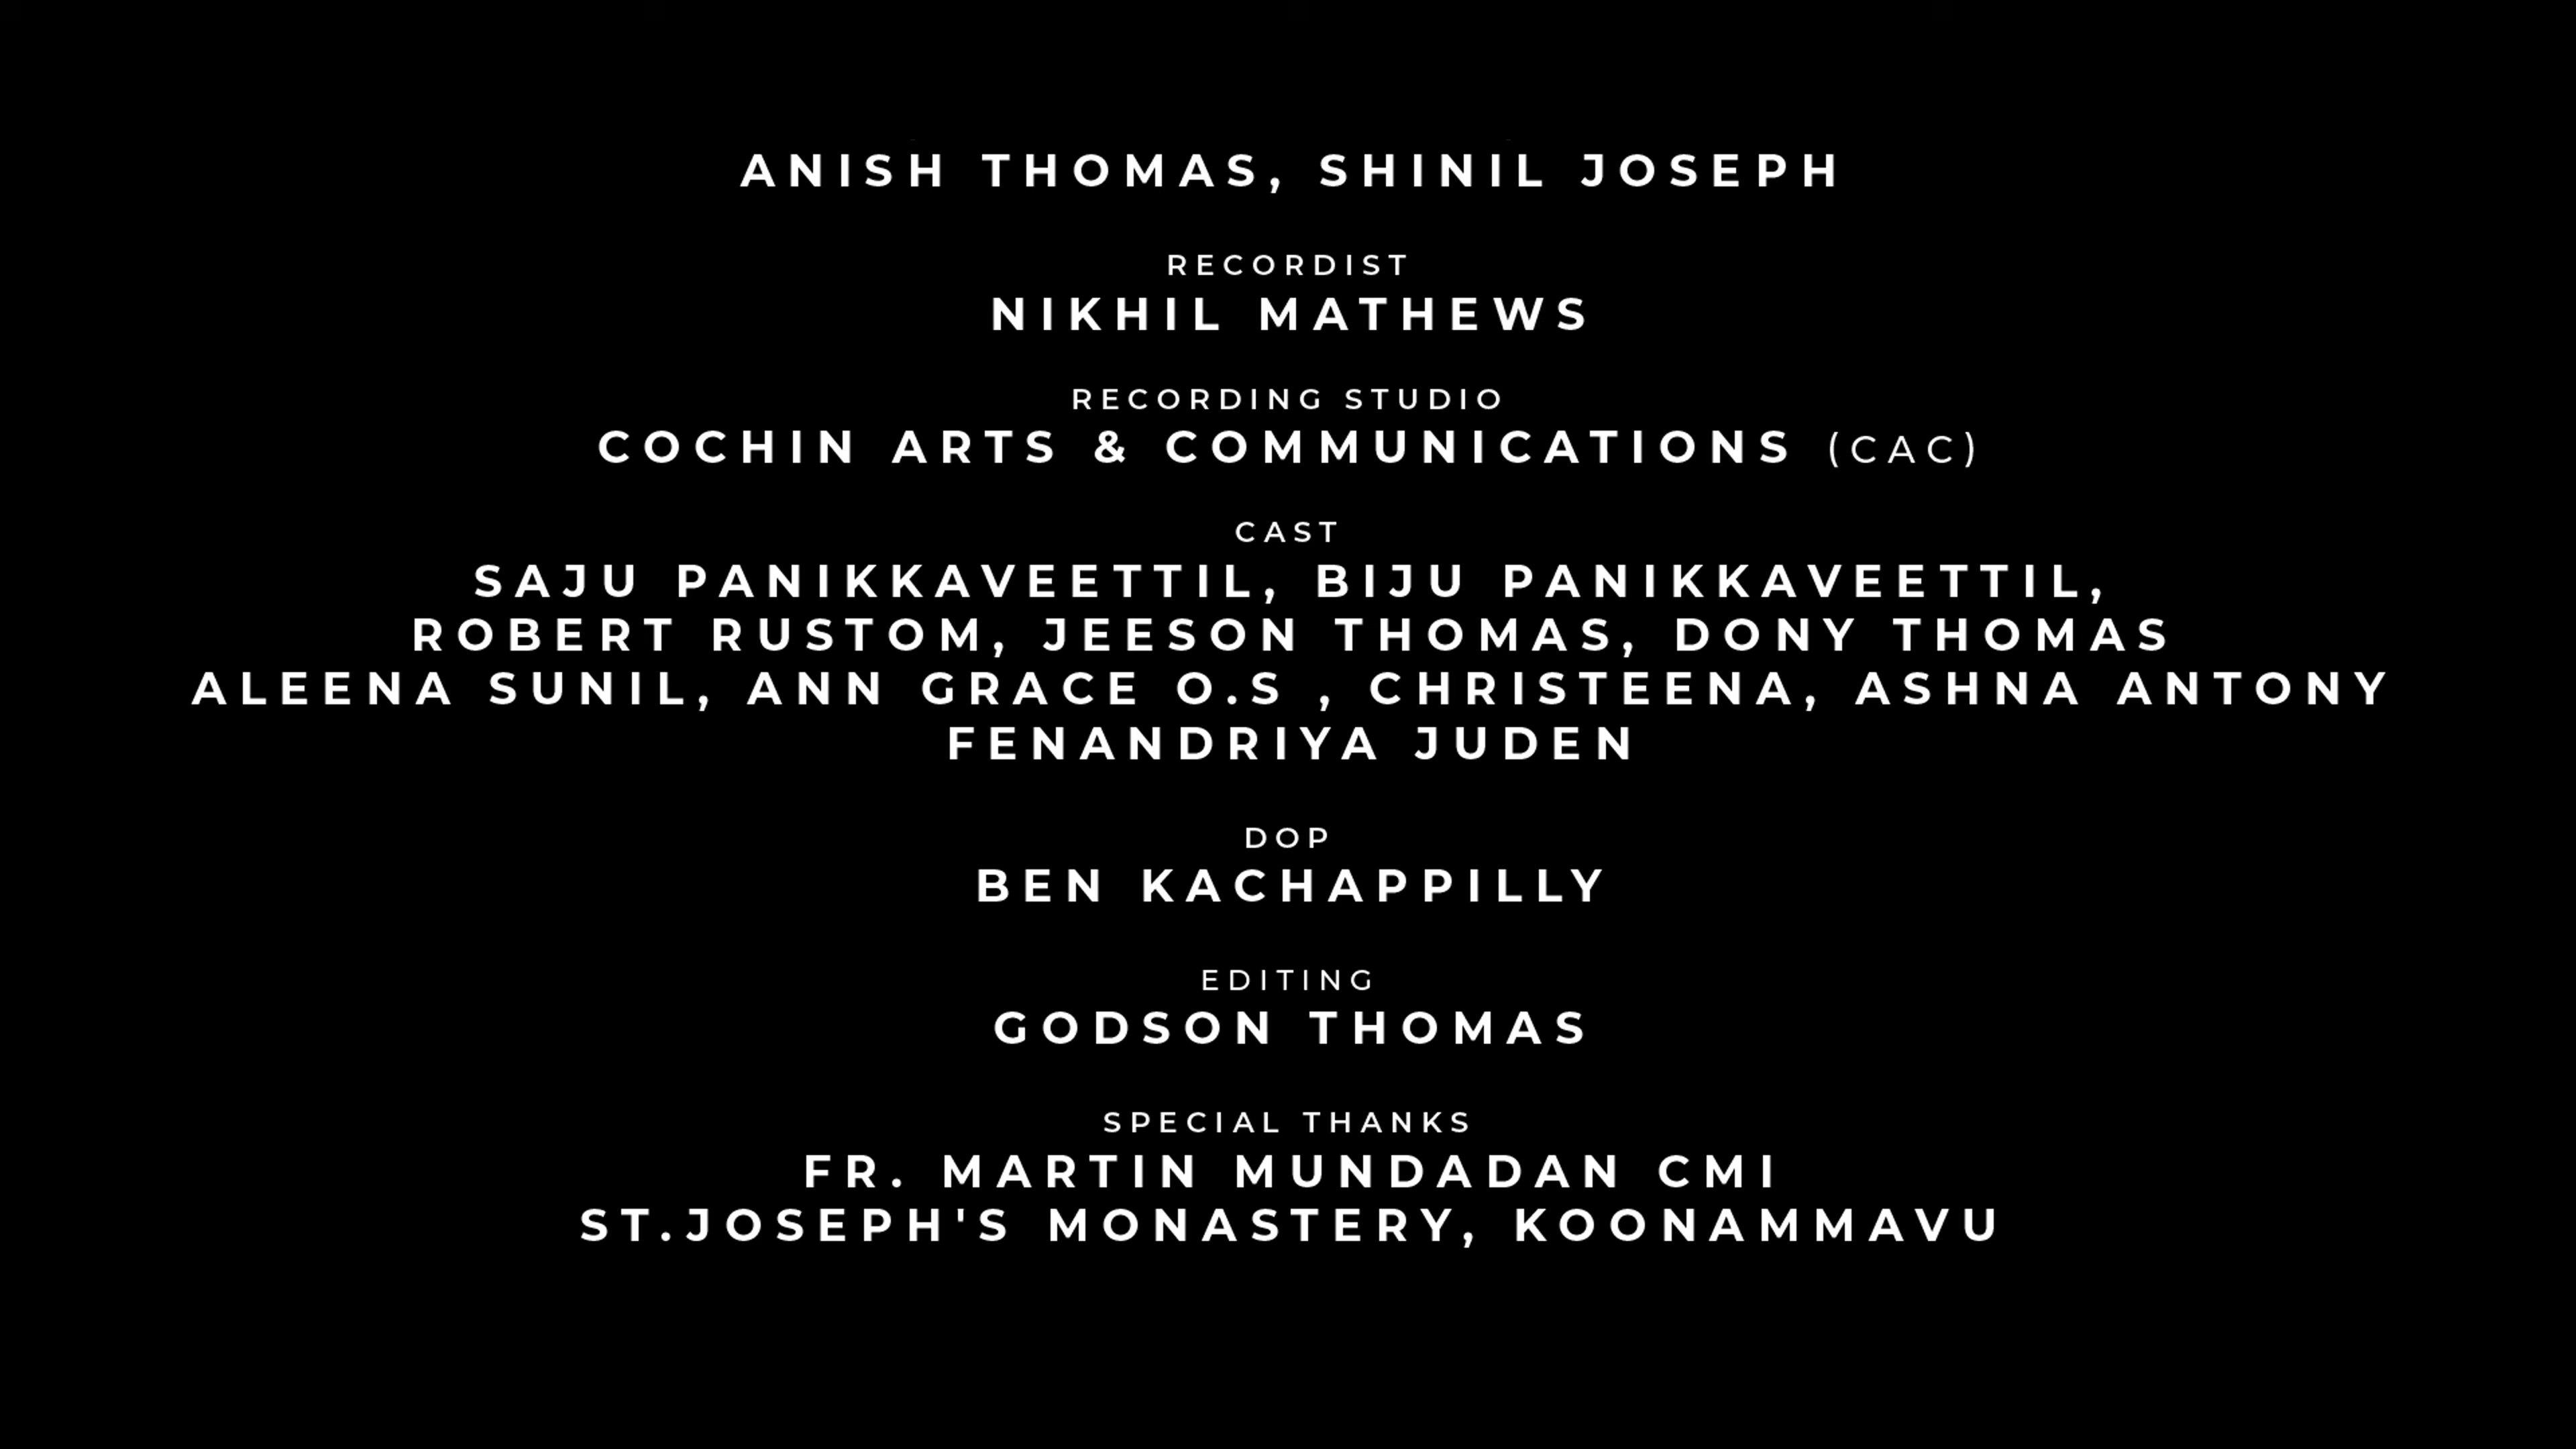 ANISH THOMAS, SHINIL JOSEPH
RECORDIST
NIKHIL MATHEWS
RECORDING STUDIO
COCHIN ARTS & COMMUNICATIONS (CAC)
CAST
SAJU PANIKKAVEETTIL, BIJU PANIKKAVEETTIL,
ROBERT RUSTOM, JEESON THOMAS, DONY THOMAS
ALEENA SUNIL, ANN GRACE O.S , CHRISTEENA, ASHNA ANTONY
FENANDRIYA JUDEN
DOP
BEN KACHAPPILLY
EDITING
GODSON THOMAS
SPECIAL THANKS
FR. MARTIN MUNDADAN CMI
ST.JOSEPH'S MONASTERY, KOONAMMAVU